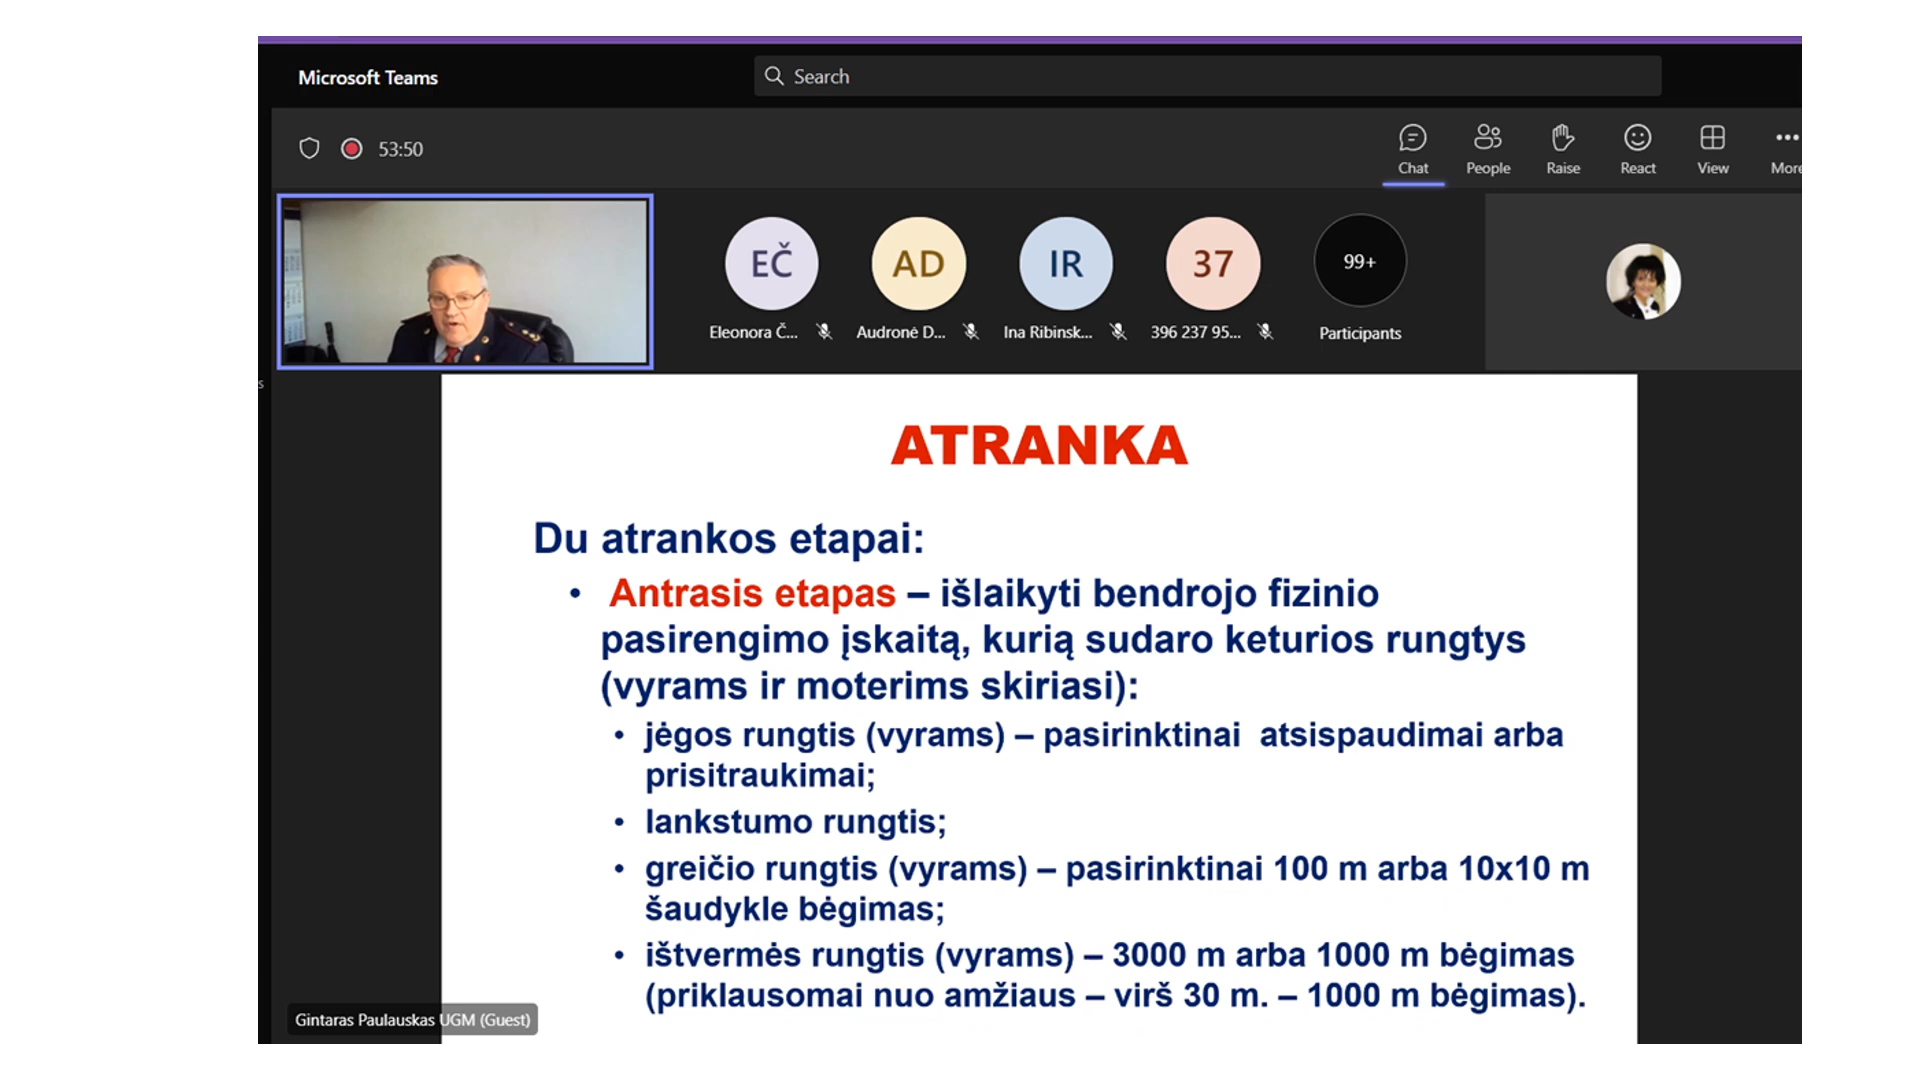 Microsoft Teams
Search
53:50
Chat
People
Raise
React
View
More
EČ
AD
IR
37
99+
Eleonora Č...
Audronė D...
Ina Ribinsk...
396 237 95...
Participants
s
ATRANKA
Du atrankos etapai:
• Antrasis etapas – išlaikyti bendrojo fizinio
pasirengimo įskaitą, kurią sudaro keturios rungtys
(vyrams ir moterims skiriasi):
• jėgos rungtis (vyrams) – pasirinktinai atsispaudimai arba
prisitraukimai;
• lankstumo rungtis;
• greičio rungtis (vyrams) – pasirinktinai 100 m arba 10x10 m
šaudykle bėgimas;
• ištvermės rungtis (vyrams) – 3000 m arba 1000 m bėgimas
(priklausomai nuo amžiaus – virš 30 m. – 1000 m bėgimas).
Gintaras Paulauskas UGM (Guest)